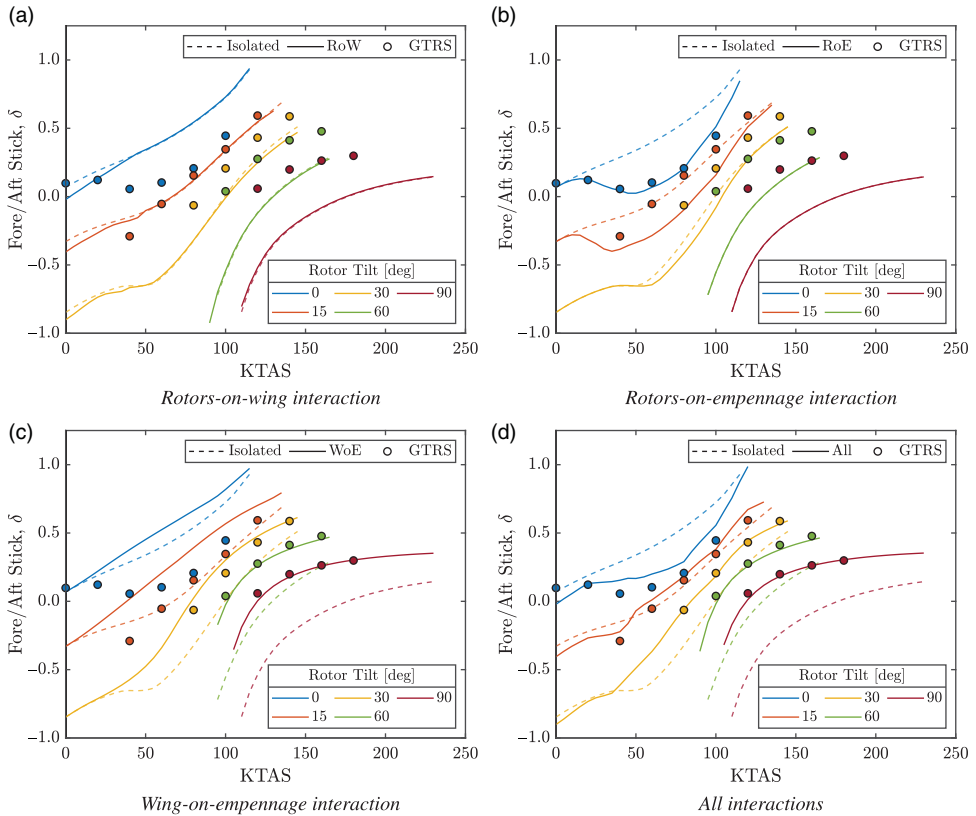 (a)
Isolated RoW GTRS
1.0
0.5
0.0
−0.5
−1.0
Fore/Aft Stick, δ
Rotor Tilt [deg]
0 30 90
15 60
0 50 100 150 200 250
KTAS
Rotors-on-wing interaction
(b)
Isolated RoE GTRS
1.0
0.5
0.0
−0.5
−1.0
Fore/Aft Stick, δ
Rotor Tilt [deg]
0 30 90
15 60
0 50 100 150 200 250
KTAS
Rotors-on-empennage interaction
(c)
Isolated WoE GTRS
1.0
0.5
0.0
−0.5
−1.0
Fore/Aft Stick, δ
Rotor Tilt [deg]
0 30 90
15 60
0 50 100 150 200 250
KTAS
Wing-on-empennage interaction
(d)
Isolated All GTRS
1.0
0.5
0.0
−0.5
−1.0
Fore/Aft Stick, δ
Rotor Tilt [deg]
0 30 90
15 60
0 50 100 150 200 250
KTAS
All interactions